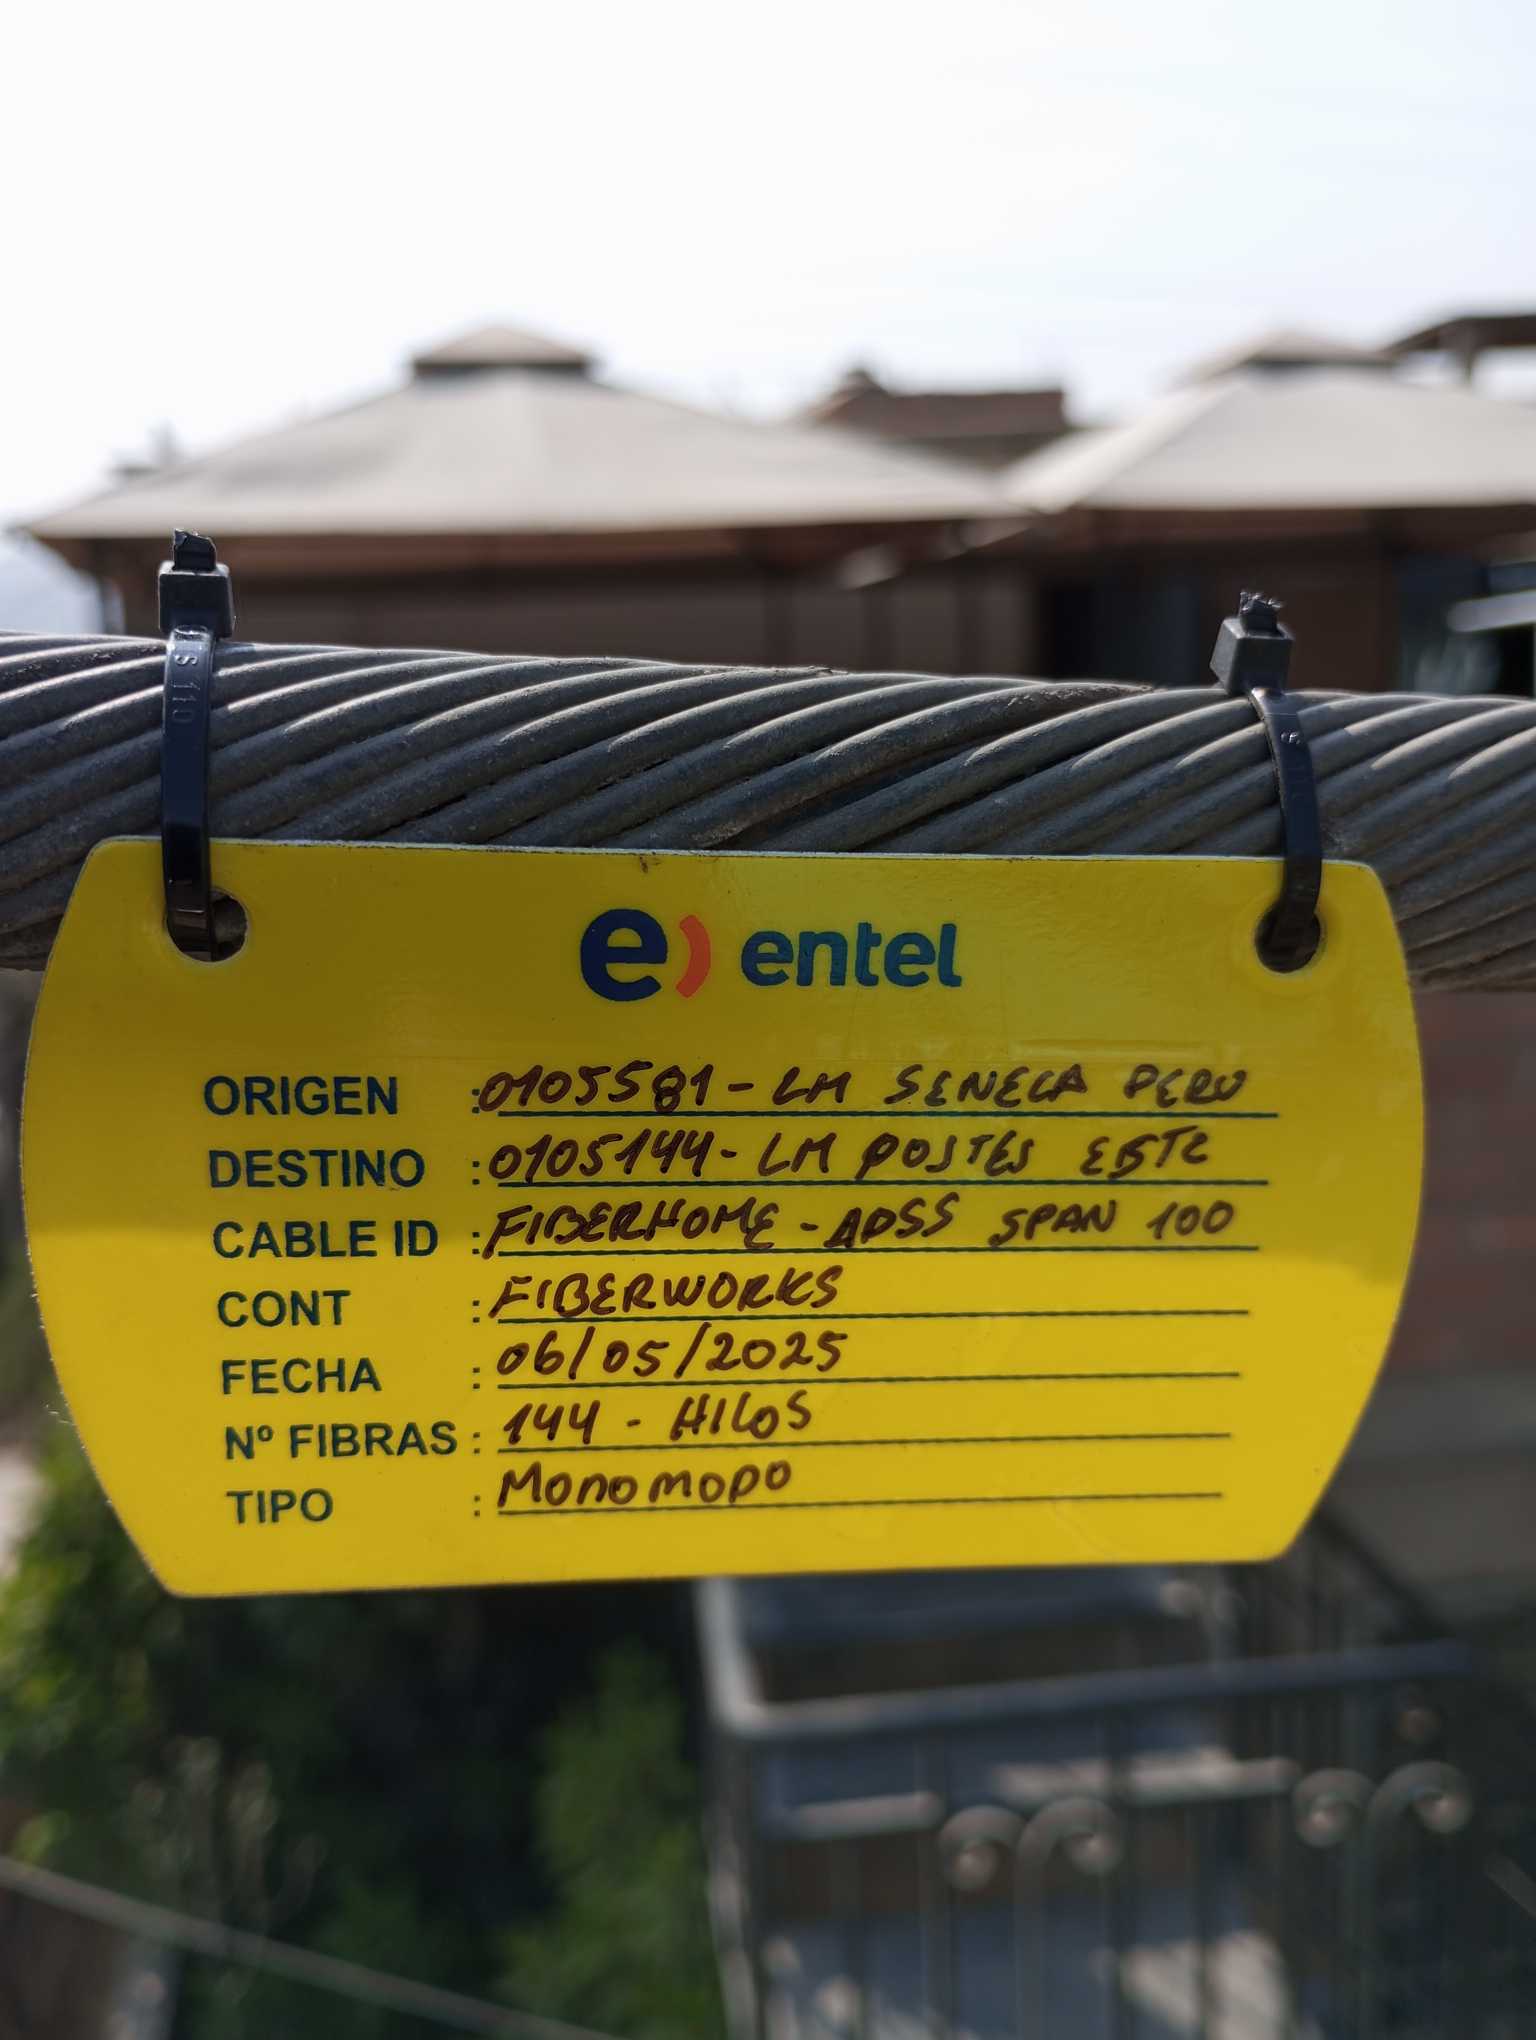 e) entel
ORIGEN : 0105581 - LM SENECA PERU
DESTINO : 0105144 - LM POSTES
CABLE ID : FIBERHOME - ADSS SPAN 100
CONT : FIBERWORKS
FECHA : 06/05/2025
Nº FIBRAS : 144 - HILOS
TIPO : MONOMODO